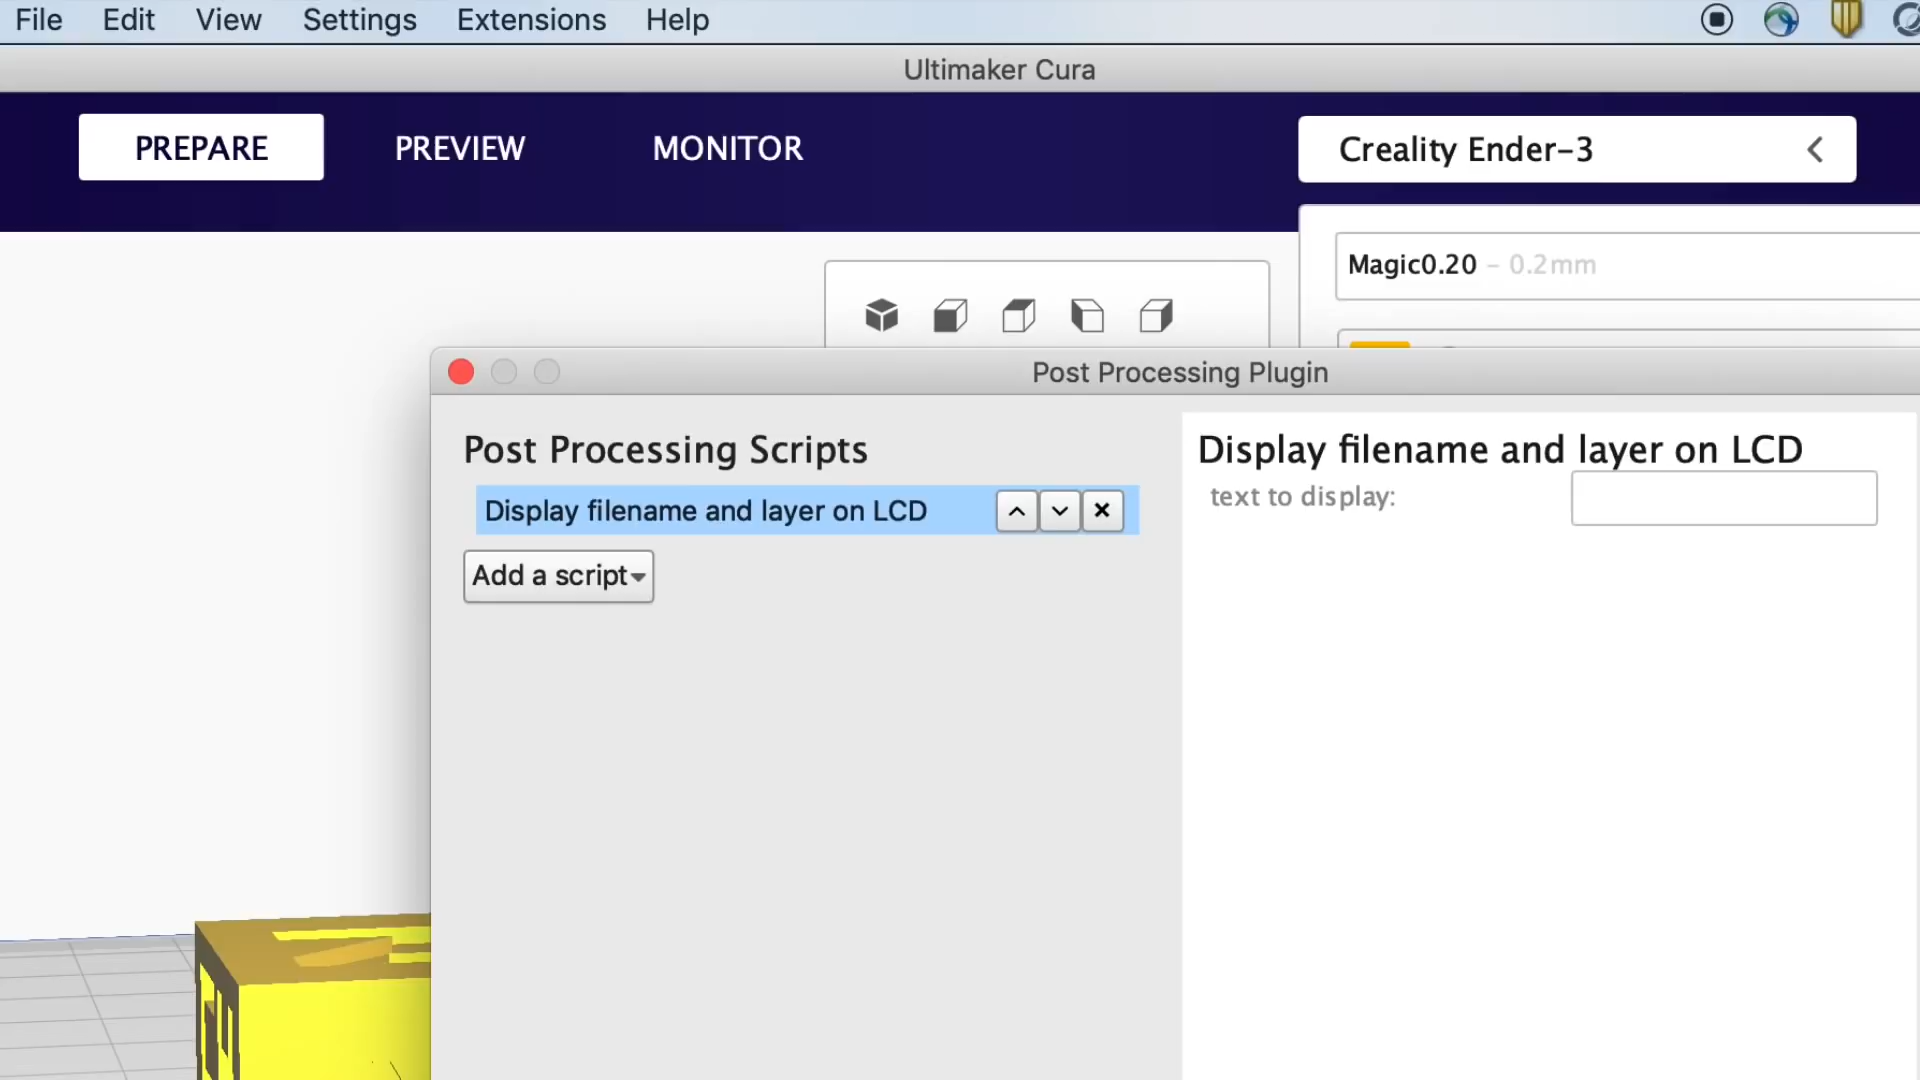 File Edit View Settings Extensions Help
Ultimaker Cura
PREPARE PREVIEW MONITOR
Creality Ender-3
Magic0.20 - 0.2mm
Post Processing Plugin
Post Processing Scripts
Display filename and layer on LCD
Add a script
Display filename and layer on LCD
text to display: